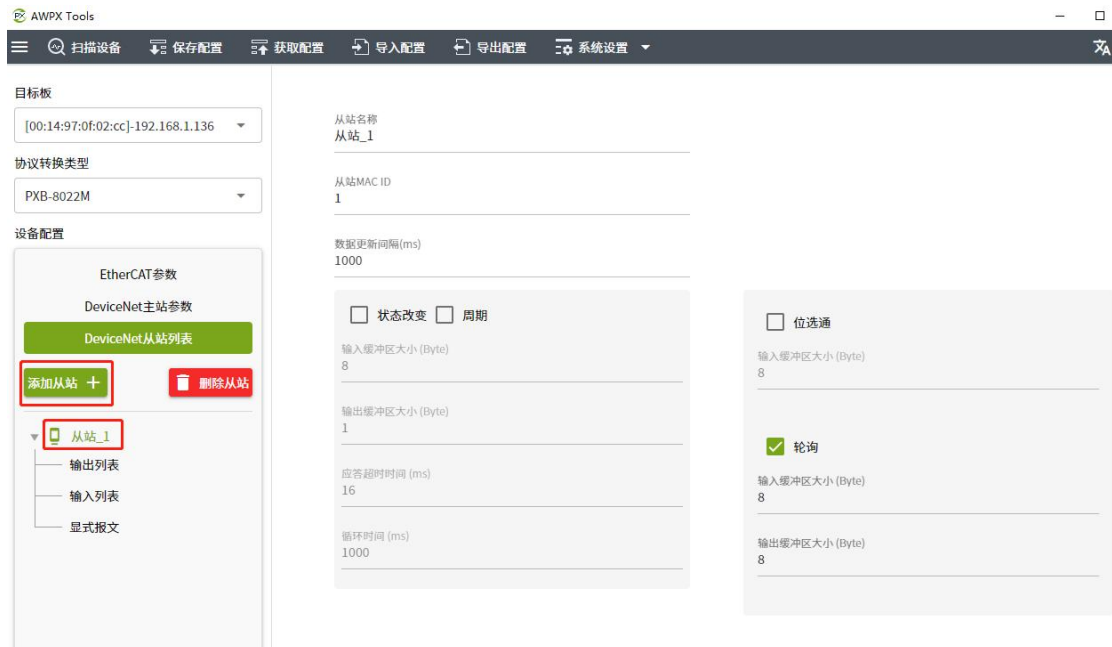 AWPX Tools
扫描设备 保存配置 获取配置 导入配置 导出配置 系统设置
目标板
[00:14:97:0f:02:cc]-192.168.1.136
协议转换类型
PXB-8022M
设备配置
EtherCAT参数
DeviceNet主站参数
DeviceNet从站列表
添加从站 删除从站
从站_1
输出列表
输入列表
显式报文
从站名称
从站_1
从站MAC ID
1
数据更新间隔(ms)
1000
状态改变 周期
输入缓冲区大小 (Byte)
8
输出缓冲区大小 (Byte)
1
应答超时时间 (ms)
16
循环时间 (ms)
1000
位选通
输入缓冲区大小 (Byte)
8
轮询
输入缓冲区大小 (Byte)
8
输出缓冲区大小 (Byte)
8